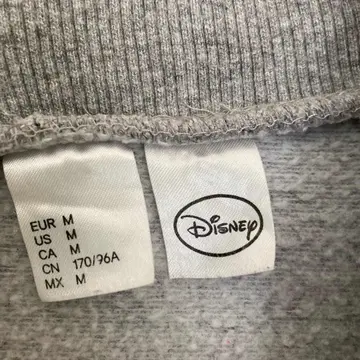 EUR M
US M
CA M
CN 170/96A
MX M
Disney